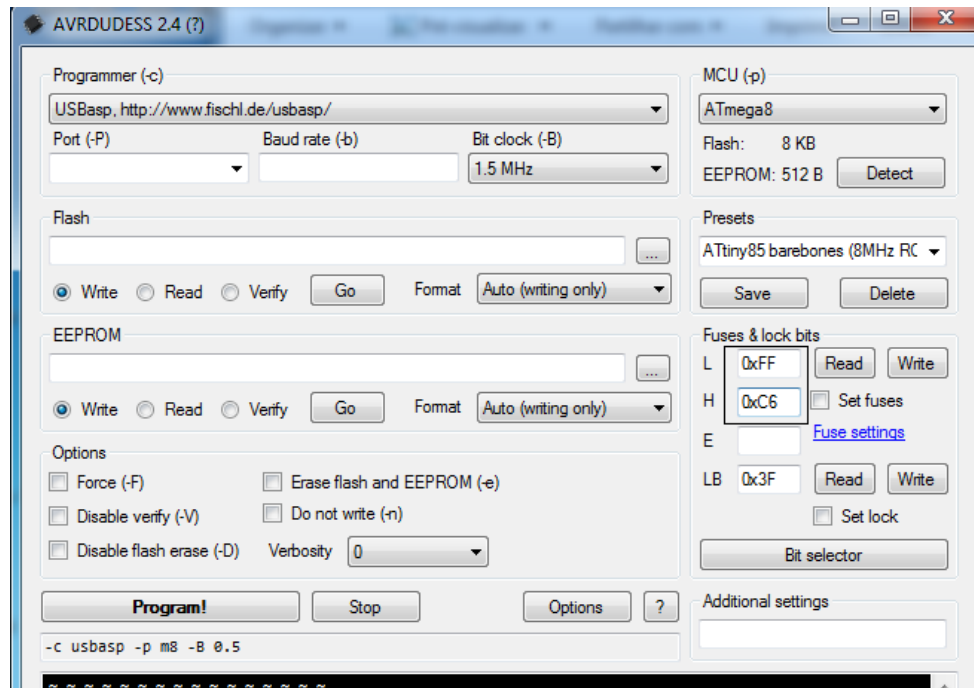 AVRDUDESS 2.4 (?)
Programmer (-c)
USBasp, http://www.fischl.de/usbasp/
Port (-P) Baud rate (-b) Bit clock (-B)
1.5 MHz
MCU (-p)
ATmega8
Flash: 8 KB
EEPROM: 512 B Detect
Flash
...
Write Read Verify Go Format Auto (writing only)
Presets
ATtiny85 barebones (8MHz RC
Save Delete
EEPROM
...
Write Read Verify Go Format Auto (writing only)
Fuses & lock bits
L 0xFF Read Write
H 0xC6 Set fuses
E Fuse settings
LB 0x3F Read Write
Set lock
Bit selector
Options
Force (-F) Erase flash and EEPROM (-e)
Disable verify (-V) Do not write (-n)
Disable flash erase (-D) Verbosity 0
Program! Stop Options ?
Additional settings
-c usbasp -p m8 -B 0.5
~ ~ ~ ~ ~ ~ ~ ~ ~ ~ ~ ~ ~ ~ ~ ~